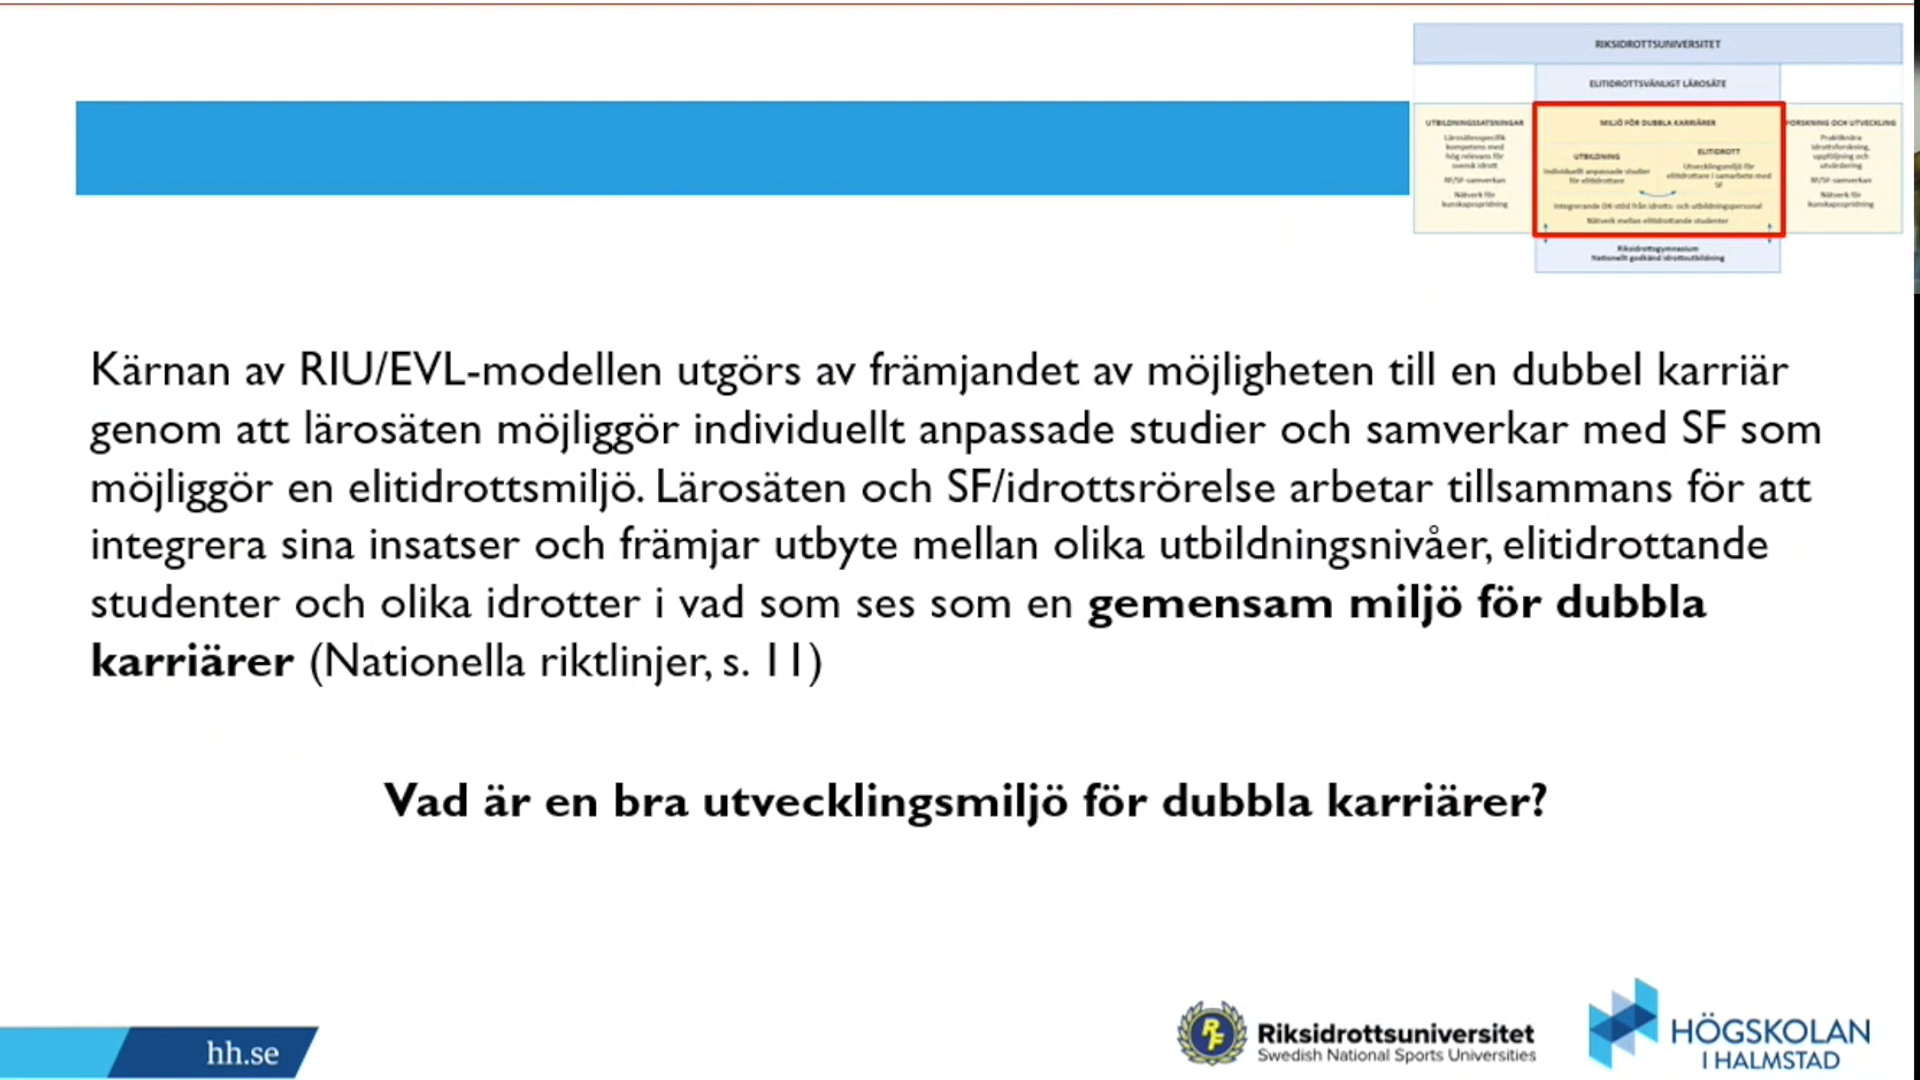 RIKSIDROTTSUNIVERSITET
ELITIDROTTSVÄNLIGT LÄROSÄTE
UTBILDNINGSSATSNINGAR
Lärosätesspecifik
kompetens med
hög relevans för
svensk idrott
RF/SF-samverkan
Nätverk för
kunskapsspridning
MILJÖ FÖR DUBBLA KARRIÄRER
UTBILDNING
Individuellt anpassade studier
för elitidrottare
ELITIDROTT
Utvecklingsmiljö för
elitidrottare i samarbete med
SF
Integrerande DK-stöd från idrotts- och utbildningspersonal
Nätverk mellan elitidrottande studenter
FORSKNING OCH UTVECKLING
Praktiknära
idrottsforskning,
uppföljning och
utvärdering
RF/SF-samverkan
Nätverk för
kunskapsspridning
Riksidrottsgymnasium
Nationellt godkänd idrottsutbildning
Kärnan av RIU/EVL-modellen utgörs av främjandet av möjligheten till en dubbel karriär
genom att lärosäten möjliggör individuellt anpassade studier och samverkar med SF som
möjliggör en elitidrottsmiljö. Lärosäten och SF/idrottsrörelse arbetar tillsammans för att
integrera sina insatser och främjar utbyte mellan olika utbildningsnivåer, elitidrottande
studenter och olika idrotter i vad som ses som en gemensam miljö för dubbla
karriärer (Nationella riktlinjer, s. 11)
Vad är en bra utvecklingsmiljö för dubbla karriärer?
hh.se
RF
Riksidrottsuniversitet
Swedish National Sports Universities
HÖGSKOLAN
I HALMSTAD